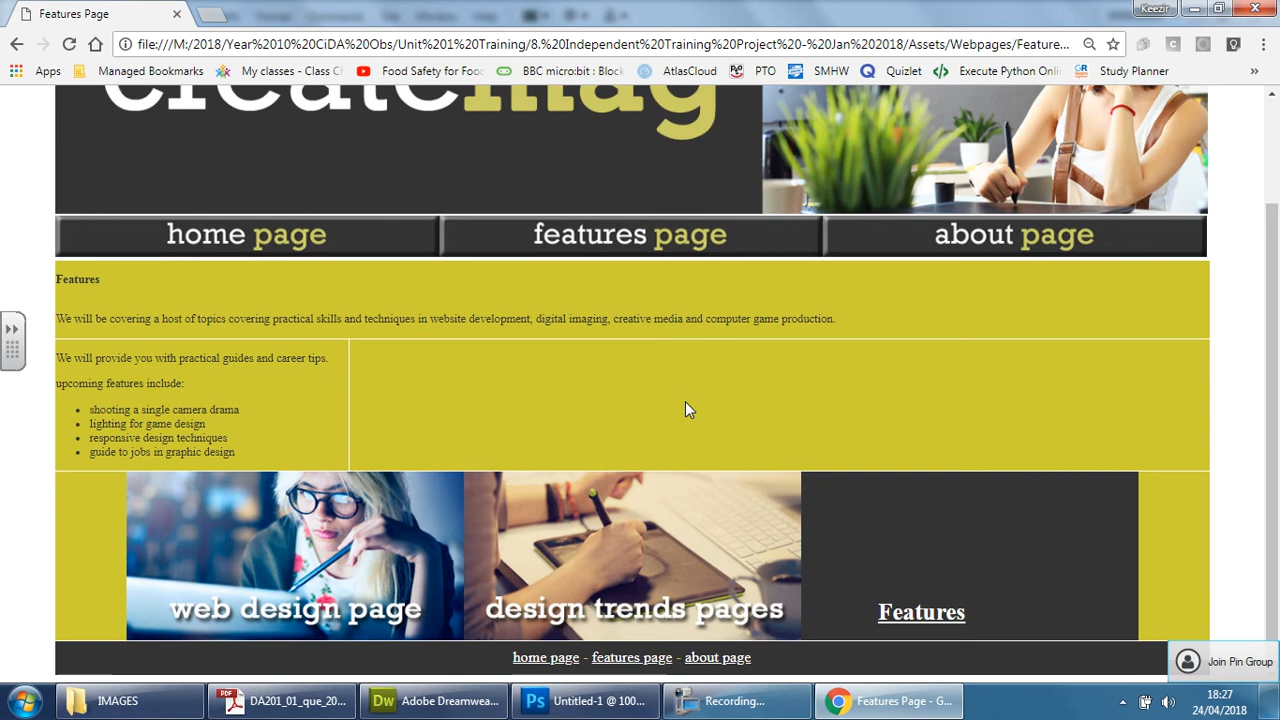 Features Page
Keezir
file:///M:/2018/Year%2010%20CiDA%20Obs/Unit%201%20Training/8.%20Independent%20Training%20Project%20-%20Jan%202018/Assets/Webpages/Feature...
Apps Managed Bookmarks My classes - Class C Food Safety for Foo micro:bit : Block AtlasCloud PTO SMHW Quizlet Execute Python Onli Study Planner »
createmag
home page features page about page
Features
We will be covering a host of topics covering practical skills and techniques in website development, digital imaging, creative media and computer game production.
We will provide you with practical guides and career tips.
upcoming features include:
• shooting a single camera drama
• lighting for game design
• responsive design techniques
• guide to jobs in graphic design
web design page design trends pages Features
home page - features page - about page
Join Pin Group
IMAGES DA201_01_que_20... Adobe Dreamwea... Untitled-1 @ 100... Recording... Features Page - G...
18:27
24/04/2018